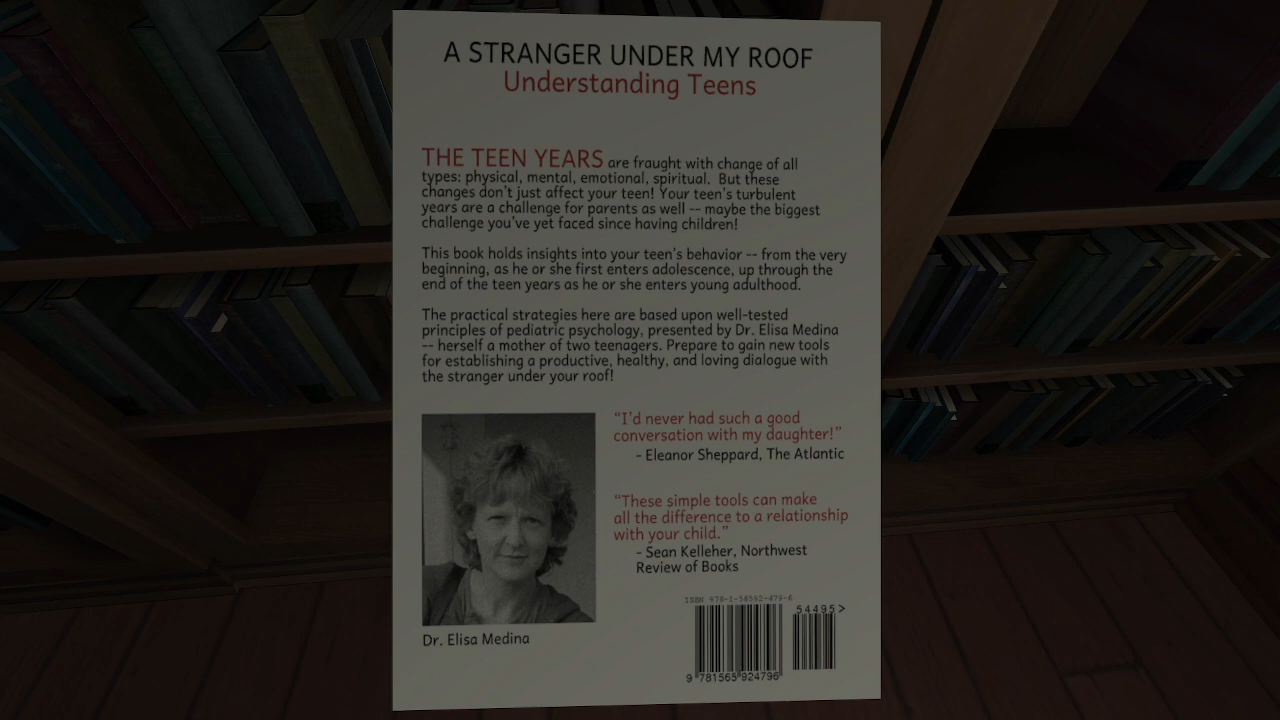 A STRANGER UNDER MY ROOF
Understanding Teens
THE TEEN YEARS are fraught with change of all
types: physical, mental, emotional, spiritual.  But these
changes don't just affect your teen! Your teen's turbulent
years are a challenge for parents as well -- maybe the biggest
challenge you've yet faced since having children!
This book holds insights into your teen's behavior -- from the very
beginning, as he or she first enters adolescence, up through the
end of the teen years as he or she enters young adulthood.
The practical strategies here are based upon well-tested
principles of pediatric psychology, presented by Dr. Elisa Medina
-- herself a mother of two teenagers. Prepare to gain new tools
for establishing a productive, healthy, and loving dialogue with
the stranger under your roof!
"I'd never had such a good
conversation with my daughter!"
- Eleanor Sheppard, The Atlantic
"These simple tools can make
all the difference to a relationship
with your child."
- Sean Kelleher, Northwest
Review of Books
Dr. Elisa Medina
ISBN 978-1-56592-479-6
54495>
9 781565 924796